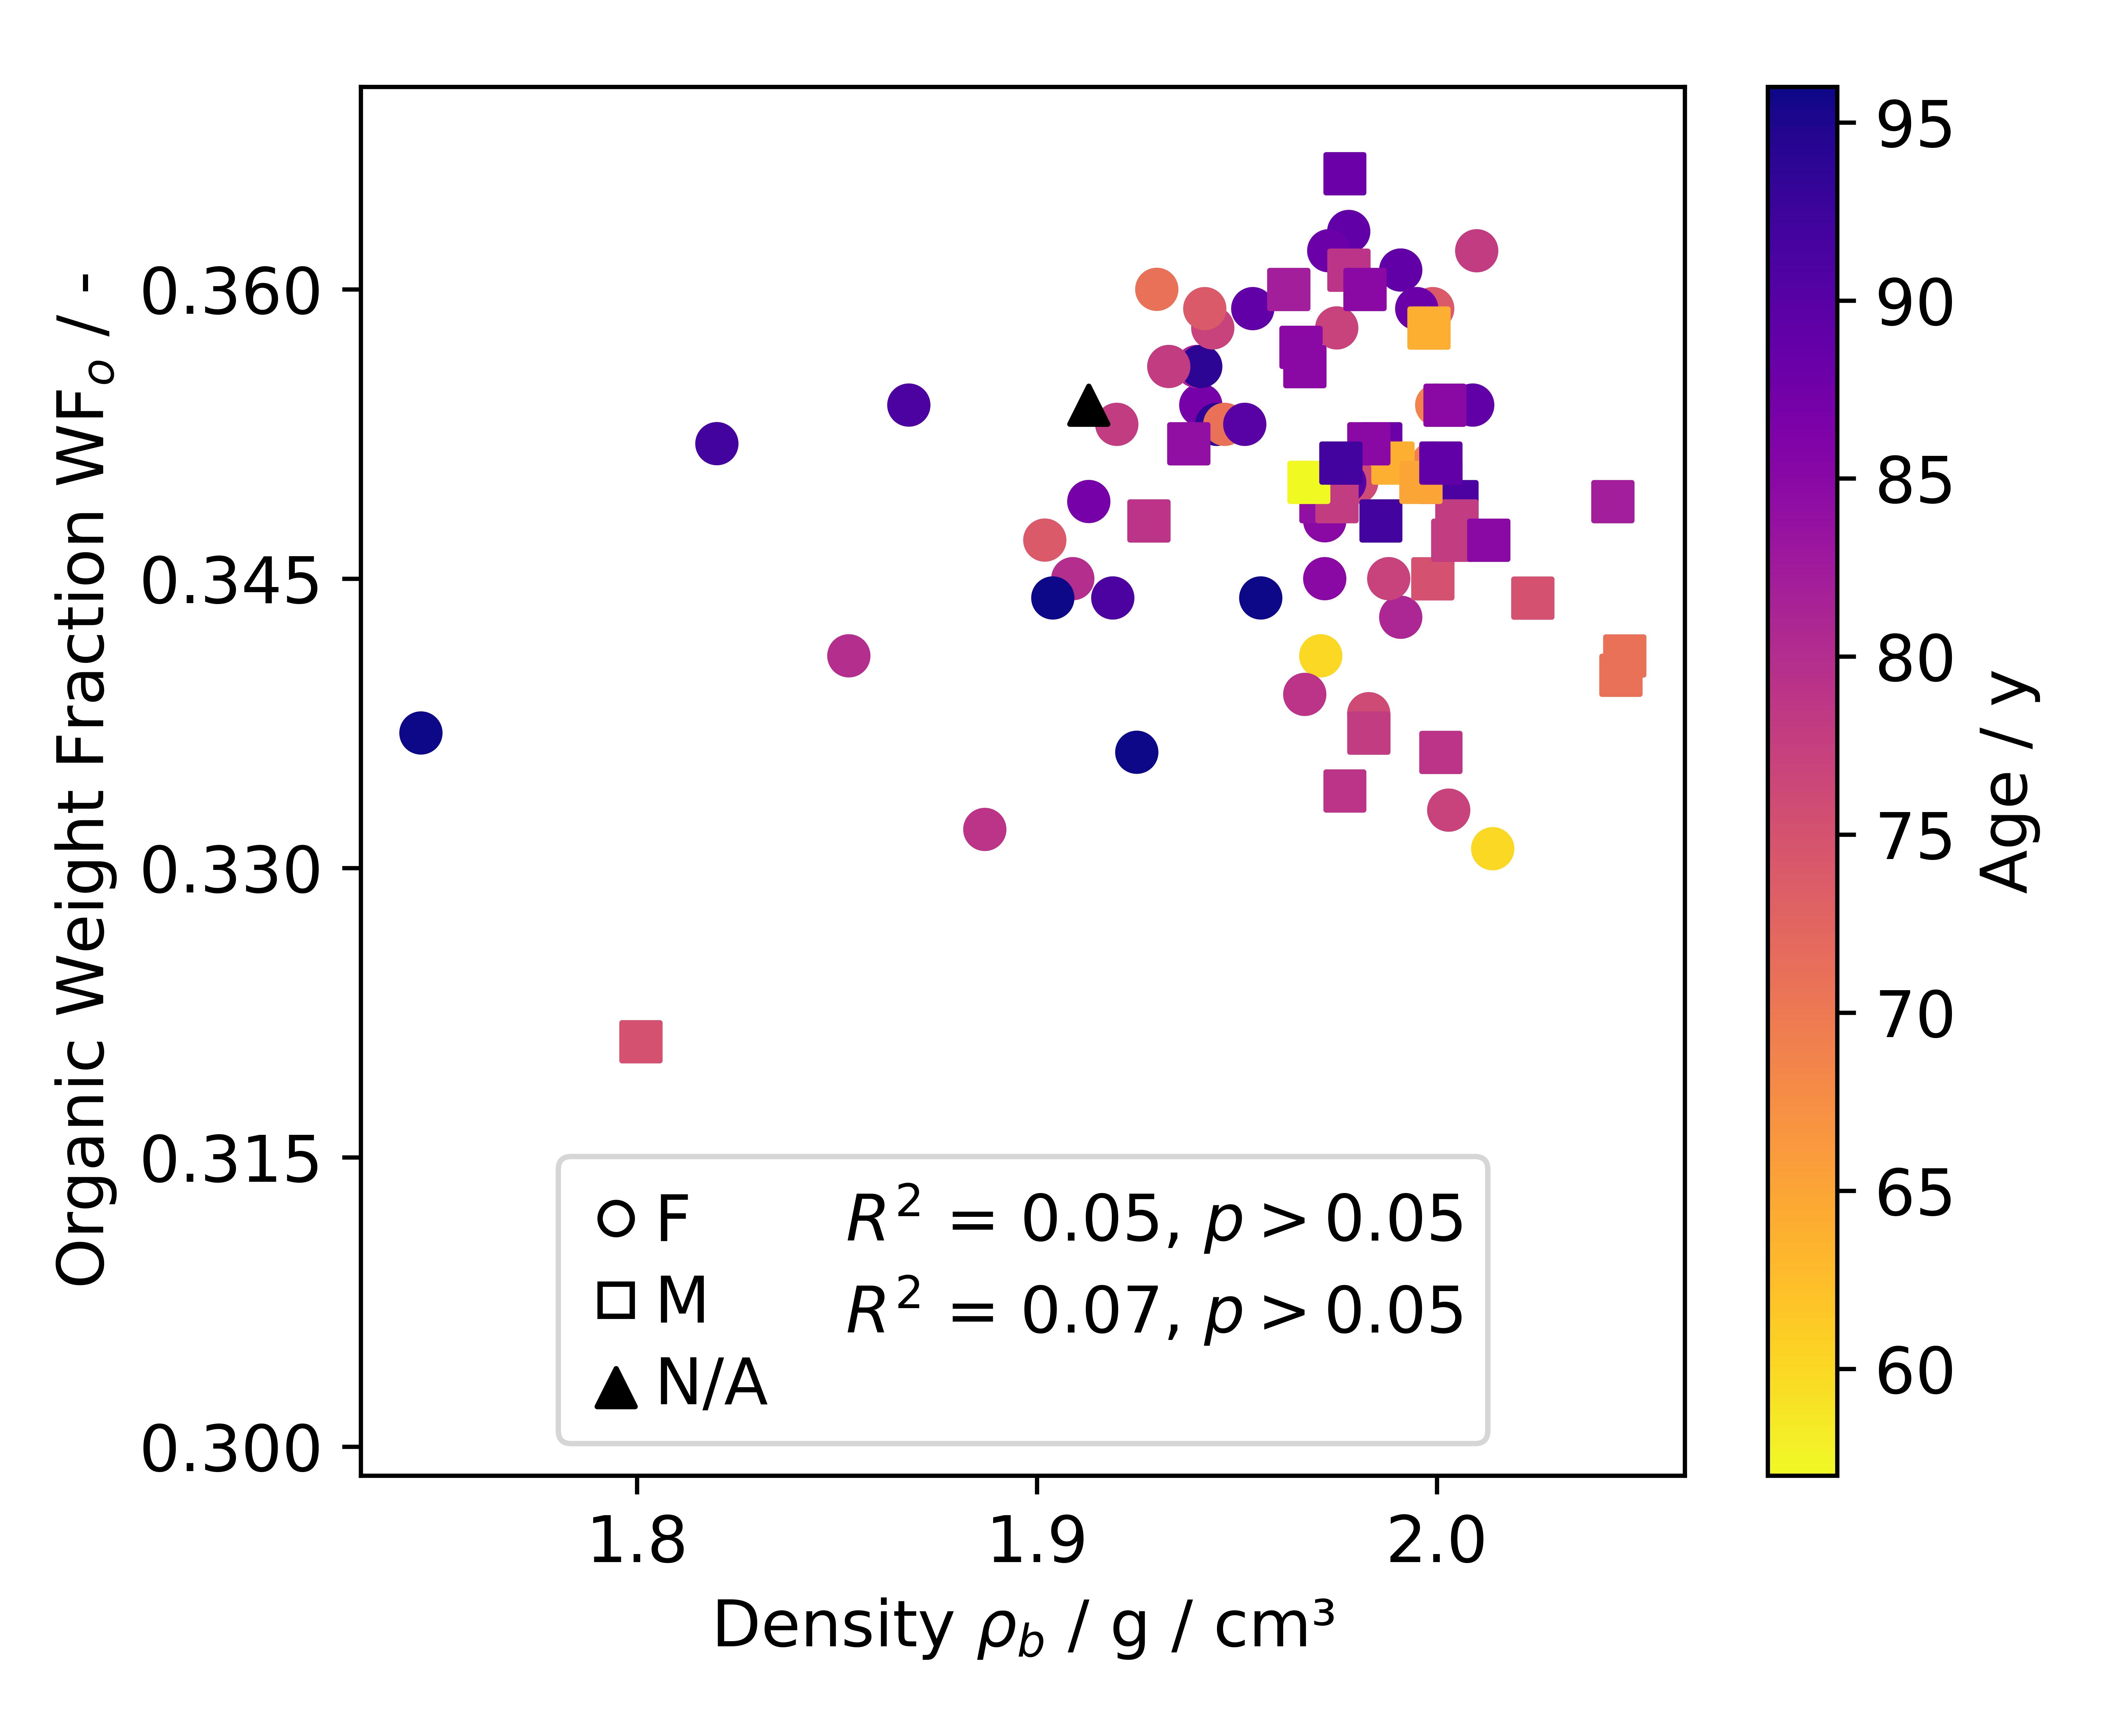 Organic Weight Fraction WFₒ / -
0.360
0.345
0.330
0.315
0.300
F R² = 0.05, p > 0.05
M R² = 0.07, p > 0.05
N/A
1.8 1.9 2.0
Density ρ_b / g / cm³
95
90
85
80
75
70
65
60
Age / y